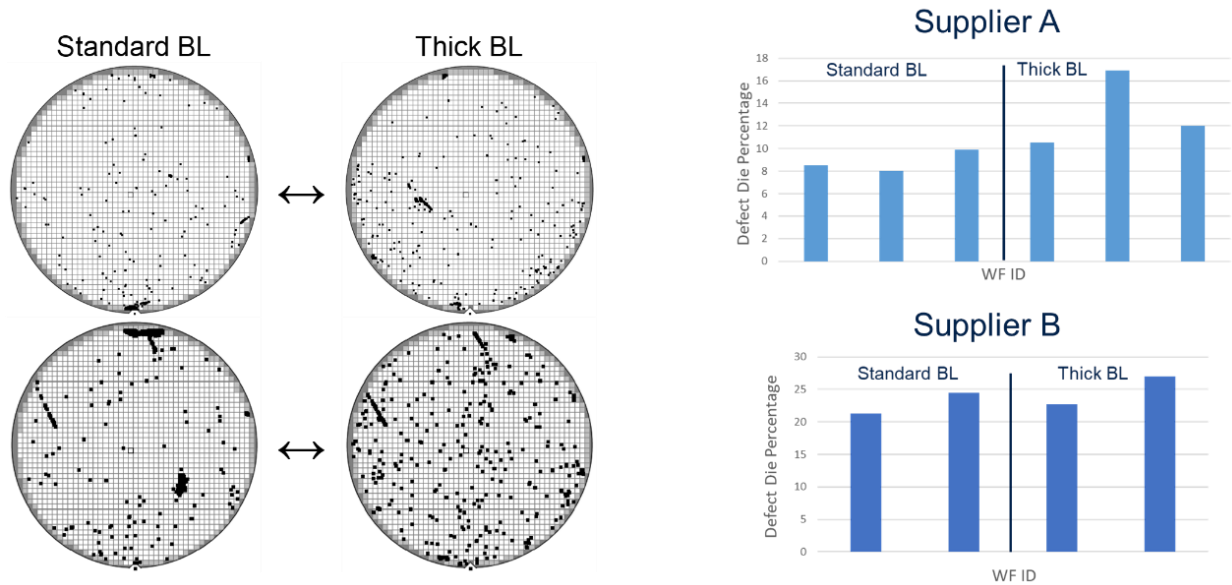 Standard BL
Thick BL
Supplier A
Defect Die Percentage
18
16
14
12
10
8
6
4
2
0
Standard BL
Thick BL
WF ID
Supplier B
Defect Die Percentage
30
25
20
15
10
5
0
Standard BL
Thick BL
WF ID